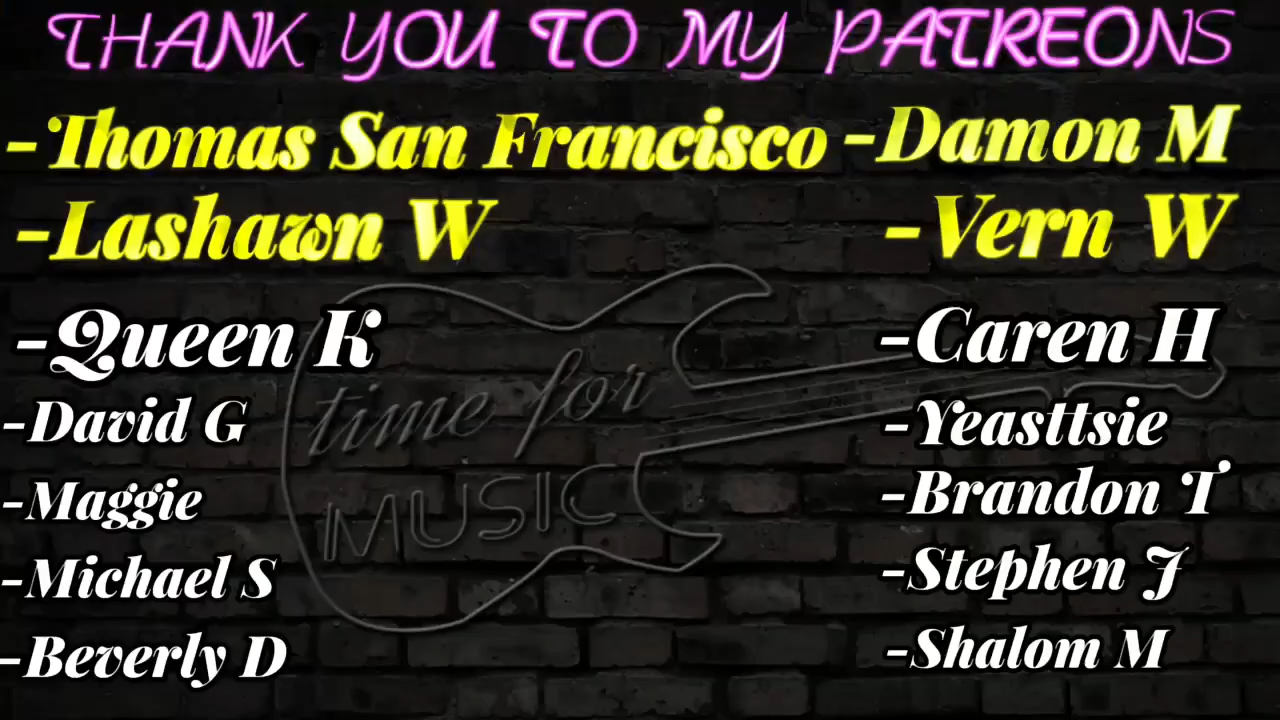 THANK YOU TO MY PATREONS
-Thomas San Francisco
-Damon M
-Lashawn W
-Vern W
-Queen K
-Caren H
time for
MUSIC
-David G
-Yeasttsie
-Maggie
-Brandon T
-Michael S
-Stephen J
-Beverly D
-Shalom M